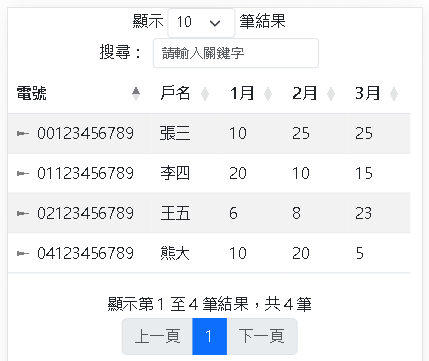 顯示 10 筆結果
搜尋： 請輸入關鍵字
電號 戶名 1月 2月 3月
00123456789 張三 10 25 25
01123456789 李四 20 10 15
02123456789 王五 6 8 23
04123456789 熊大 10 20 5
顯示第 1 至 4 筆結果，共 4 筆
上一頁 1 下一頁